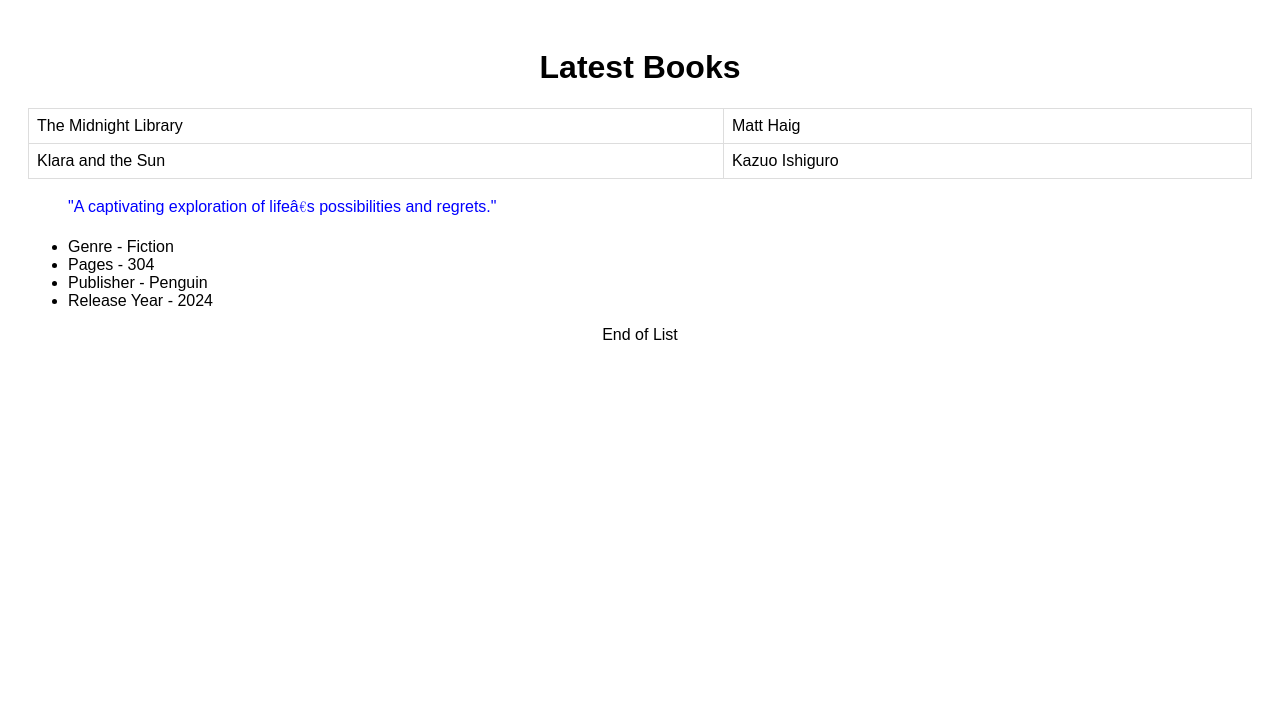 Latest Books
The Midnight Library Matt Haig
Klara and the Sun Kazuo Ishiguro
"A captivating exploration of lifeâ€s possibilities and regrets."
Genre - Fiction
Pages - 304
Publisher - Penguin
Release Year - 2024
End of List